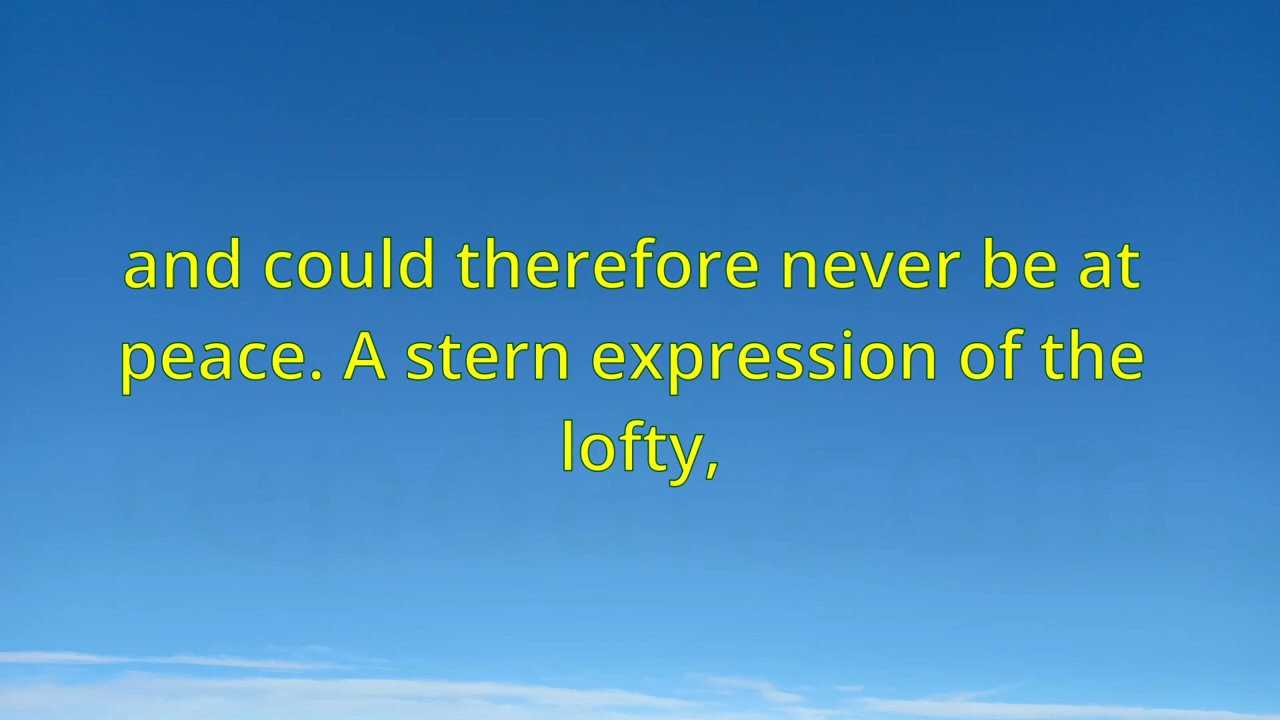 and could therefore never be at
peace. A stern expression of the
lofty,